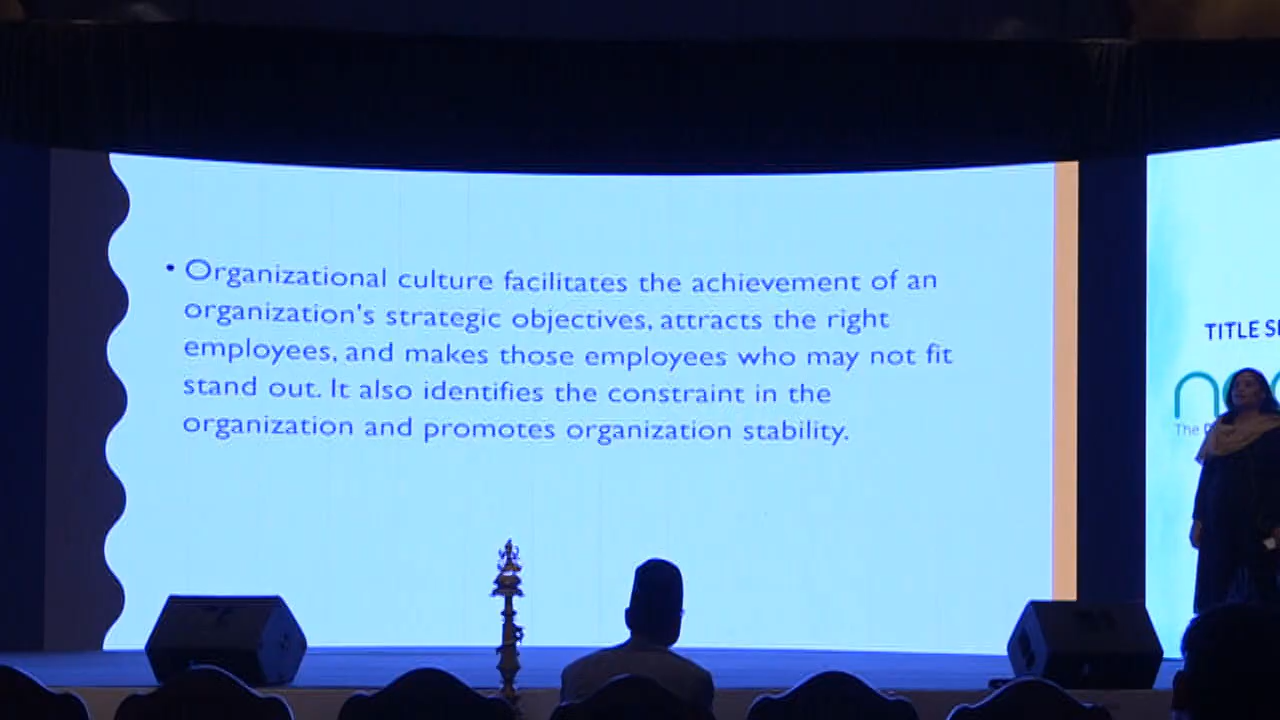 • Organizational culture facilitates the achievement of an
organization's strategic objectives, attracts the right
employees, and makes those employees who may not fit
stand out. It also identifies the constraint in the
organization and promotes organization stability.
TITLE
The